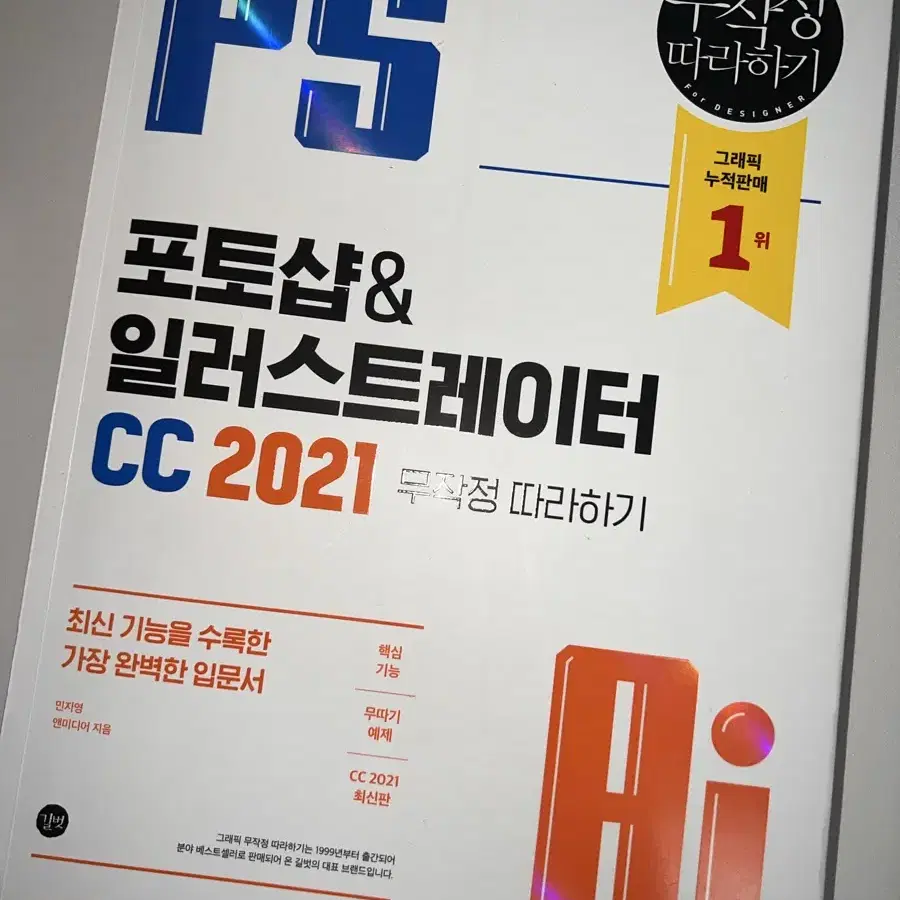 PS
무작정
따라하기
For DESIGNER
그래픽
누적판매
1위
포토샵&
일러스트레이터
CC 2021 무작정 따라하기
최신 기능을 수록한
가장 완벽한 입문서
민지영
앤미디어 지음
핵심
기능
무따기
예제
CC 2021
최신판
길벗
그래픽 무작정 따라하기는 1999년부터 출간되어
분야 베스트셀러로 판매되어 온 길벗의 대표 브랜드입니다.
Ai